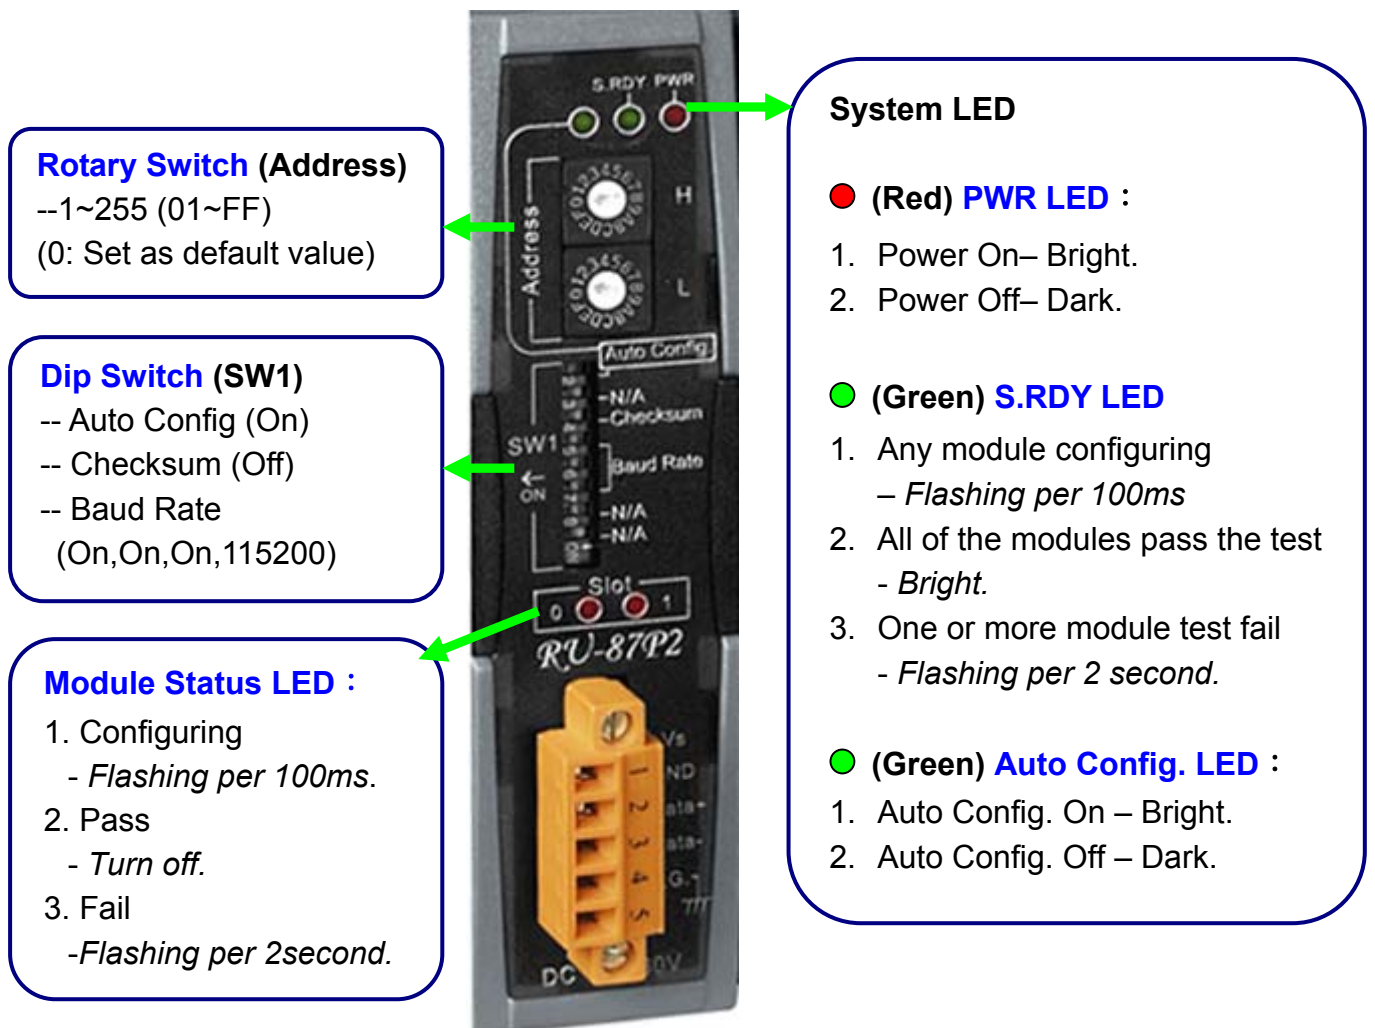 Rotary Switch (Address)
--1~255 (01~FF)
(0: Set as default value)
Dip Switch (SW1)
-- Auto Config (On)
-- Checksum (Off)
-- Baud Rate
(On,On,On,115200)
Module Status LED：
1. Configuring
- Flashing per 100ms.
2. Pass
- Turn off.
3. Fail
-Flashing per 2second.
S.RDY PWR
Address
H
L
Auto Config.
N/A
Checksum
SW1
Baud Rate
ON
N/A
N/A
Slot
0 1
RU-87P2
Vs
1
2
3
4
5
DC
System LED
(Red) PWR LED：
1. Power On– Bright.
2. Power Off– Dark.
(Green) S.RDY LED
1. Any module configuring
– Flashing per 100ms
2. All of the modules pass the test
- Bright.
3. One or more module test fail
- Flashing per 2 second.
(Green) Auto Config. LED：
1. Auto Config. On – Bright.
2. Auto Config. Off – Dark.